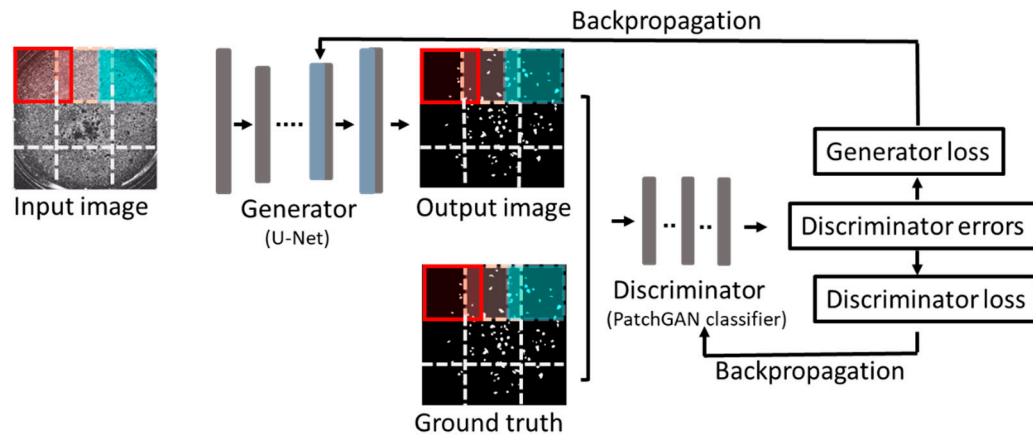 Backpropagation
Input image
Generator
(U-Net)
Output image
Ground truth
Discriminator
(PatchGAN classifier)
Generator loss
Discriminator errors
Discriminator loss
Backpropagation